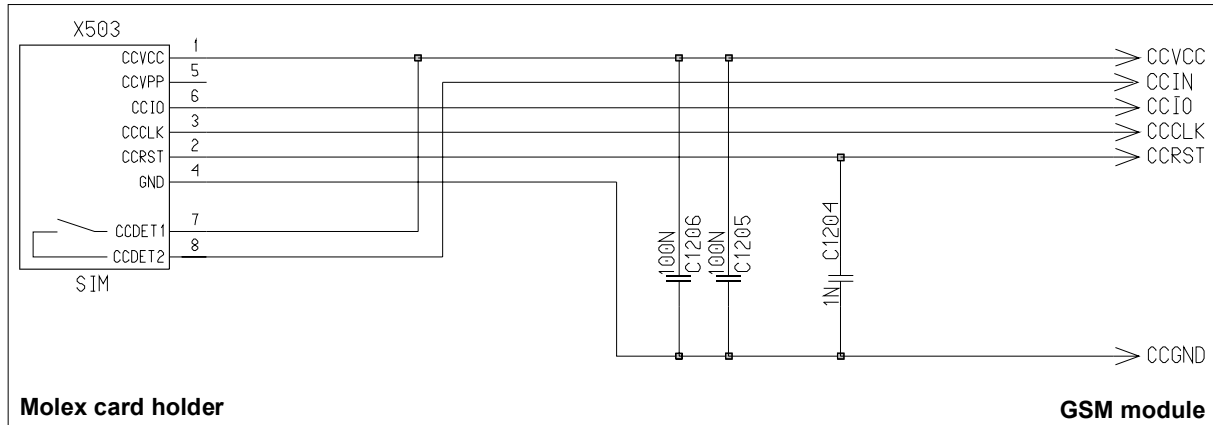 X503
CCVCC 1 CCVCC
CCVPP 5 CCIN
CCIO 6 CCIO
CCCLK 3 CCCLK
CCRST 2 CCRST
GND 4
CCDET1 7
CCDET2 8
SIM
100N C1206
100N C1205
1N C1204
CCGND
Molex card holder
GSM module